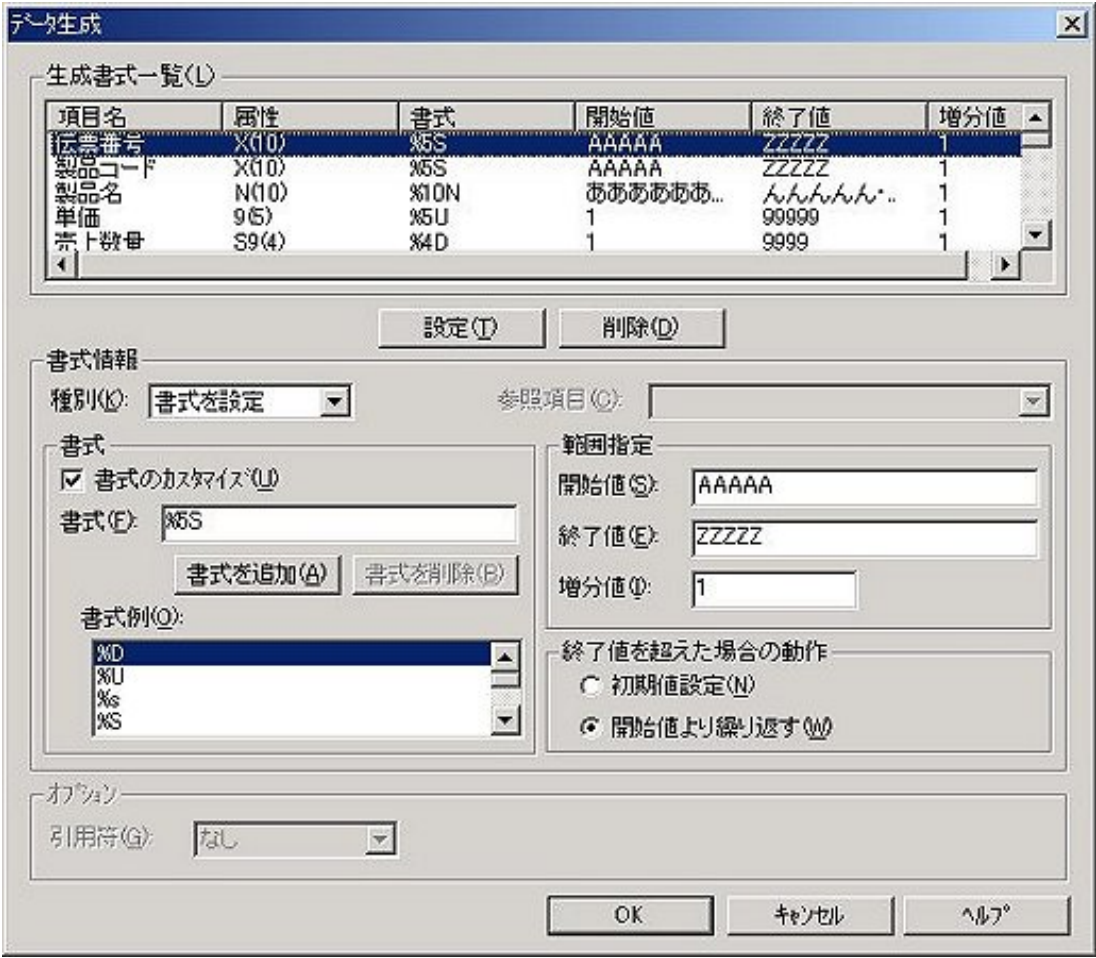 データ生成
生成書式一覧(L)
項目名 属性 書式 開始値 終了値 増分値
伝票番号 X(10) %5S AAAAA ZZZZZ 1
製品コード X(10) %5S AAAAA ZZZZZ 1
製品名 N(10) %10N ああああああ... んんんんん・.. 1
単価 9(5) %5U 1 99999 1
売上数量 S9(4) %4D 1 9999 1
設定(T) 削除(D)
書式情報
種別(K): 書式を設定 参照項目(C):
書式
書式のカスタマイズ(U)
書式(F): %5S
書式を追加(A) 書式を削除(R)
書式例(O):
%D
%U
%s
%S
範囲指定
開始値(S): AAAAA
終了値(E): ZZZZZ
増分値(I): 1
終了値を超えた場合の動作
初期値設定(N)
開始値より繰り返す(W)
オプション
引用符(G): なし
OK キャンセル ヘルプ